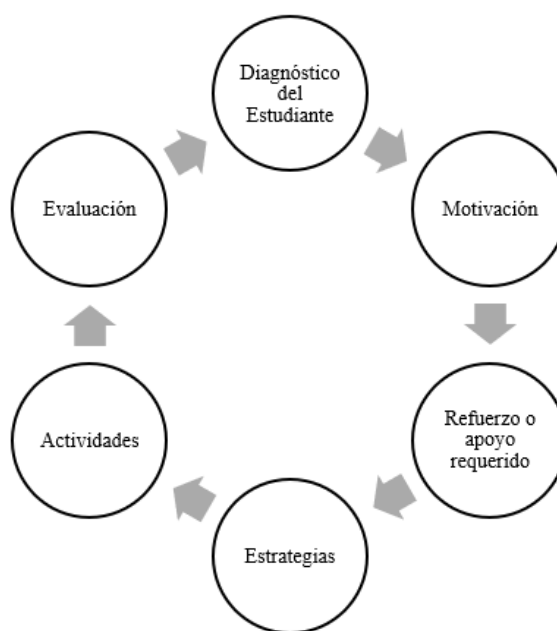 Diagnóstico
del
Estudiante
Motivación
Refuerzo o
apoyo
requerido
Estrategias
Actividades
Evaluación